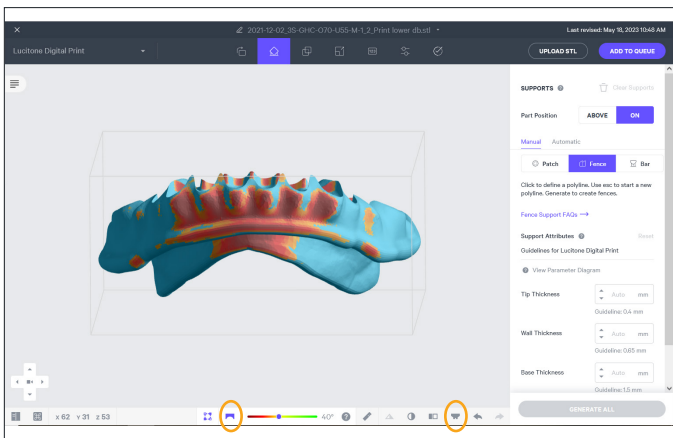 2021-12-02_3S-GHC-O70-U55-M-1_2_Print lower db.stl
Last revised: May 18, 2023 10:48 AM
Lucitone Digital Print
UPLOAD STL
ADD TO QUEUE
SUPPORTS
Clear Supports
Part Position
ABOVE
ON
Manual
Automatic
Patch
Fence
Bar
Click to define a polyline. Use esc to start a new
polyline. Generate to create fences.
Fence Support FAQs →
Support Attributes
Reset
Guidelines for Lucitone Digital Print
View Parameter Diagram
Tip Thickness
Auto mm
Guideline: 0.4 mm
Wall Thickness
Auto mm
Guideline: 0.65 mm
Base Thickness
Auto mm
Guideline: 1.5 mm
x 62 Y 31 z 53
40°
GENERATE ALL